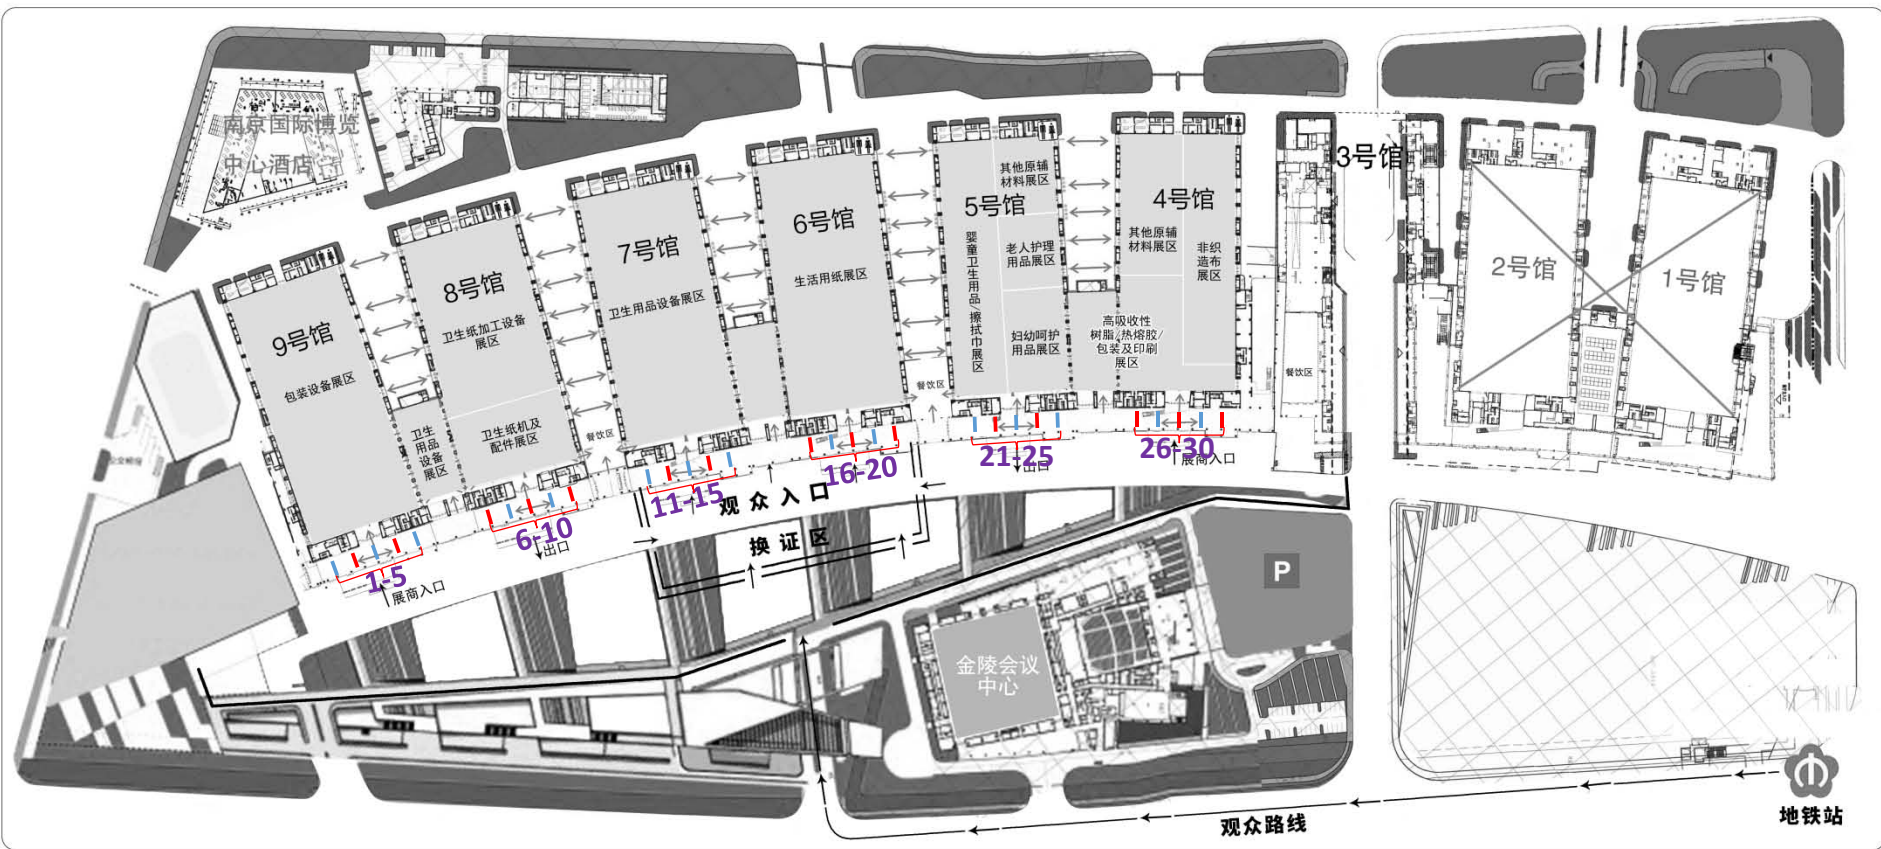 南京国际博览
中心酒店
9号馆
包装设备展区
8号馆
卫生纸加工设备
展区
卫生纸机及
配件展区
卫生
用品
设备
展区
餐饮区
7号馆
卫生用品设备展区
6号馆
生活用纸展区
餐饮区
5号馆
其他原辅
材料展区
婴童卫生用品/擦拭巾展区
老人护理
用品展区
妇幼呵护
用品展区
4号馆
其他原辅
材料展区
非织
造布
展区
高吸收性
树脂/热熔胶/
包装及印刷
展区
餐饮区
3号馆
2号馆
1号馆
1-5
6-10
11-15
16-20
21-25
26-30
展商入口
出口
观众入口
换证区
出口
展商入口
P
金陵会议
中心
观众路线
地铁站